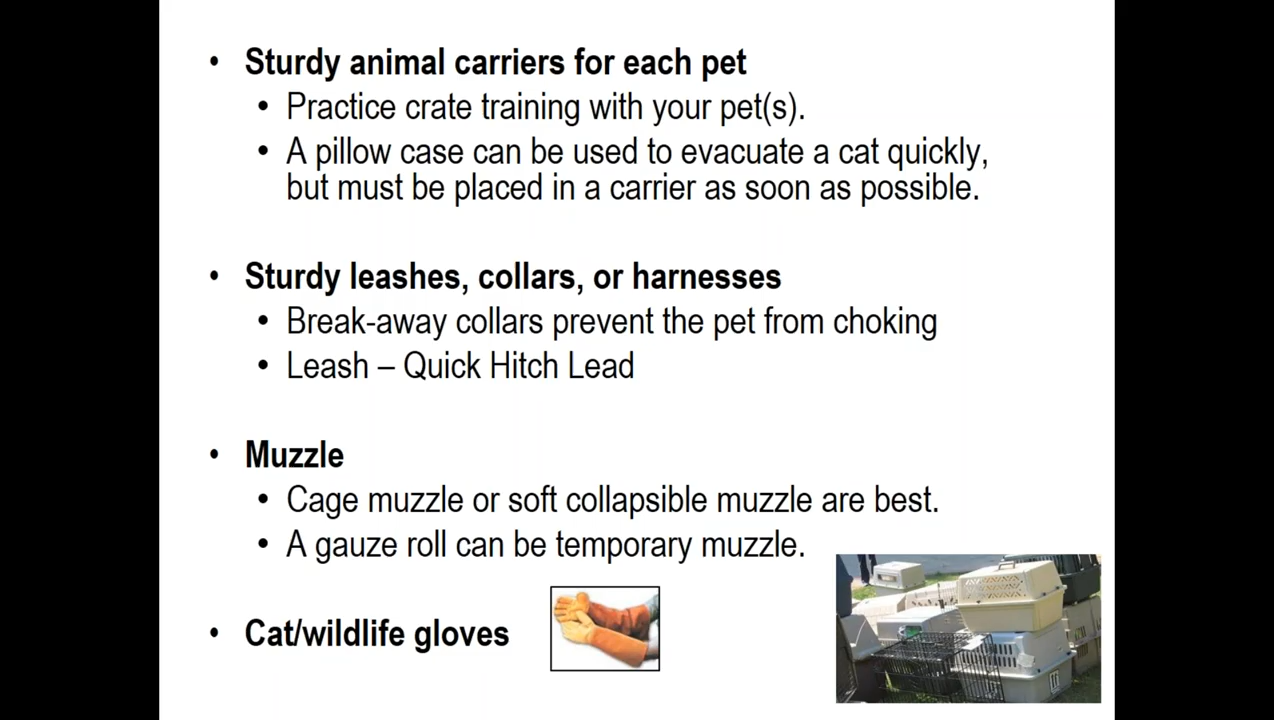 • Sturdy animal carriers for each pet
• Practice crate training with your pet(s).
• A pillow case can be used to evacuate a cat quickly,
but must be placed in a carrier as soon as possible.
• Sturdy leashes, collars, or harnesses
• Break-away collars prevent the pet from choking
• Leash – Quick Hitch Lead
• Muzzle
• Cage muzzle or soft collapsible muzzle are best.
• A gauze roll can be temporary muzzle.
• Cat/wildlife gloves